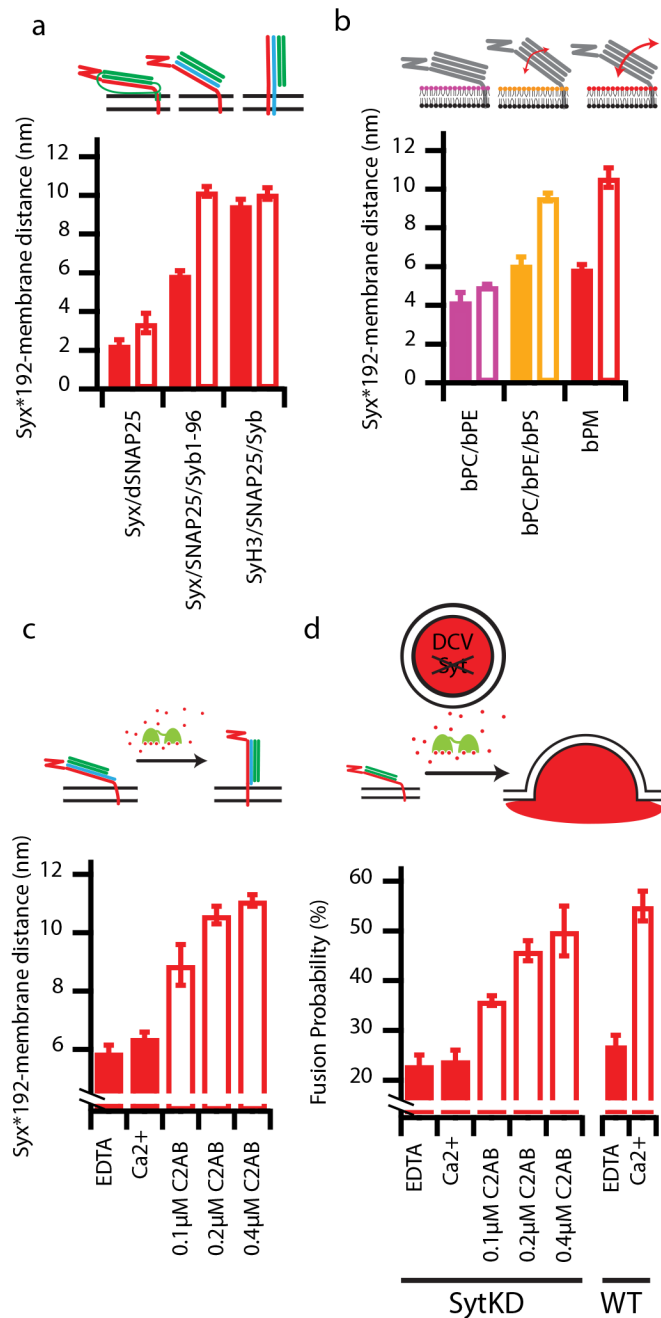 a
Syx*192-membrane distance (nm)
12
10
8
6
4
2
0
Syx/dSNAP25
Syx/SNAP25/Syb1-96
SyH3/SNAP25/Syb
b
Syx*192-membrane distance (nm)
12
10
8
6
4
2
0
bPC/bPE
bPC/bPE/bPS
bPM
c
Syx*192-membrane distance (nm)
12
10
8
6
EDTA
Ca2+
0.1µM C2AB
0.2µM C2AB
0.4µM C2AB
d
DCV
Syt
Fusion Probability (%)
60
50
40
30
20
EDTA
Ca2+
0.1µM C2AB
0.2µM C2AB
0.4µM C2AB
EDTA
Ca2+
SytKD
WT